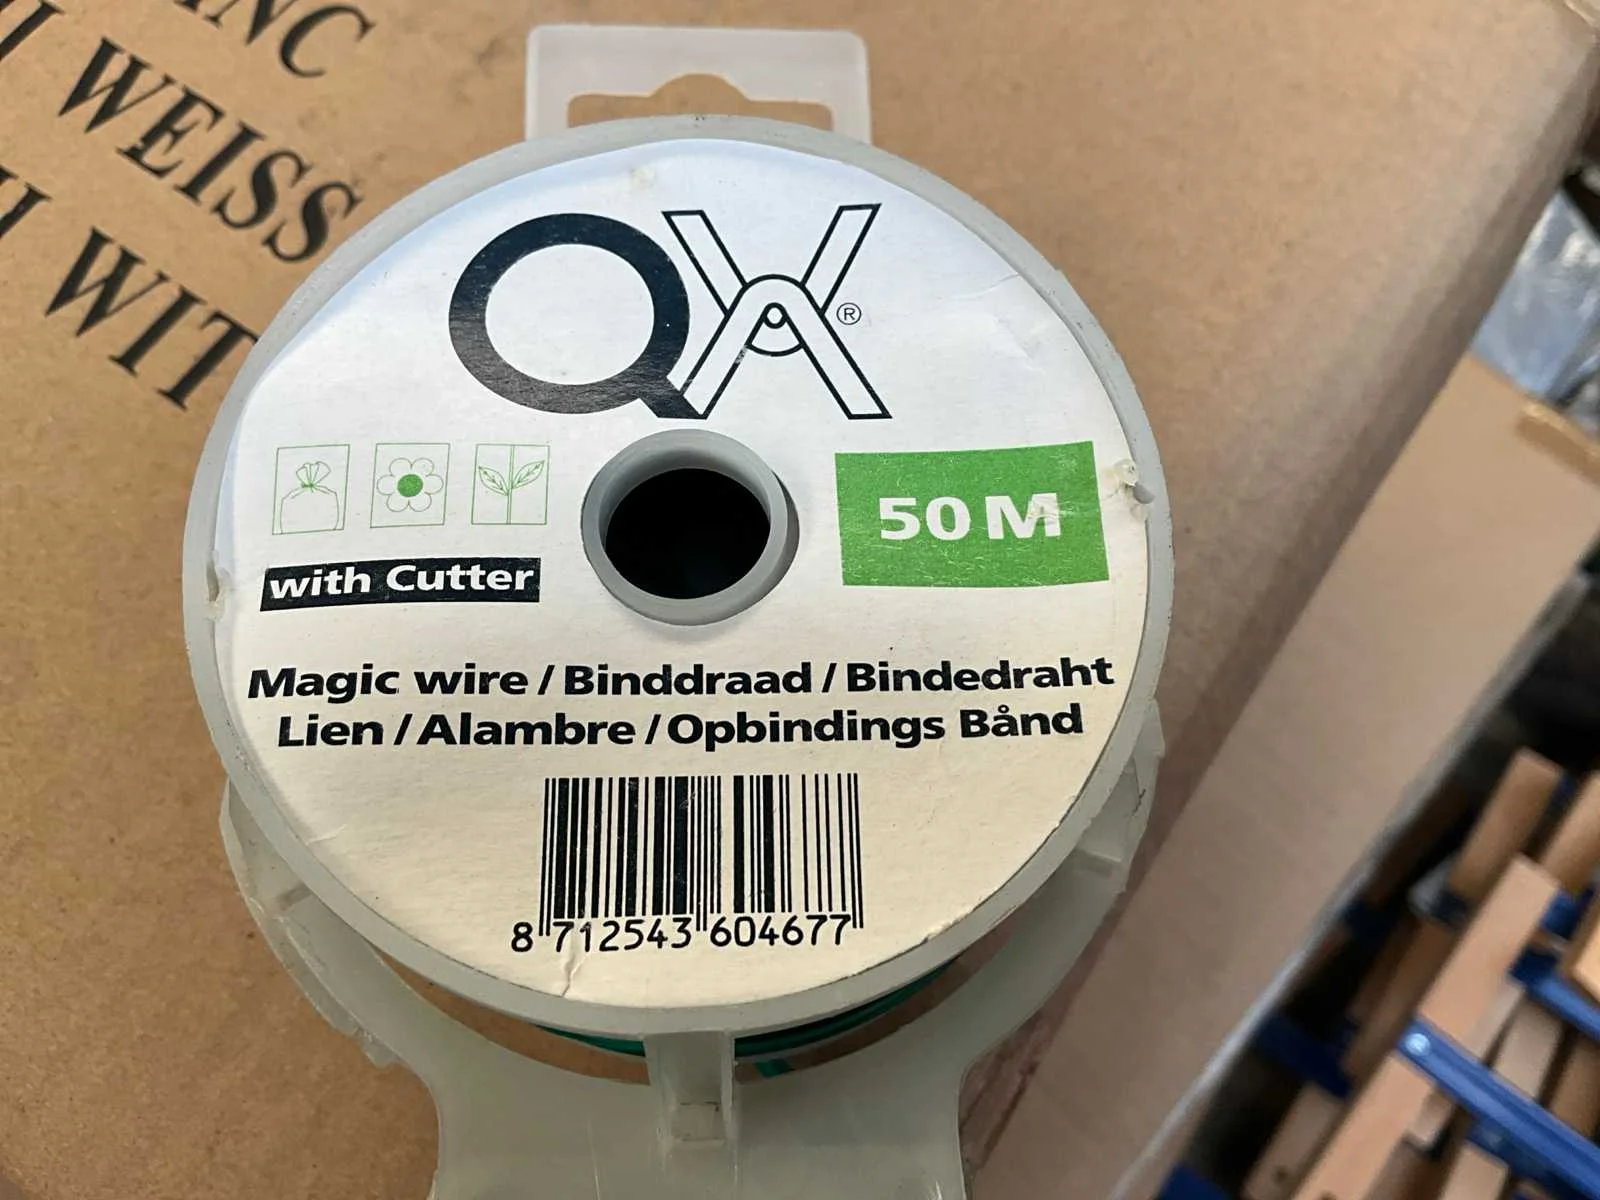 WEISS
WIT
QX®
50 M
with Cutter
Magic wire / Binddraad / Bindedraht
Lien / Alambre / Opbindings Bånd
8 712543 604677